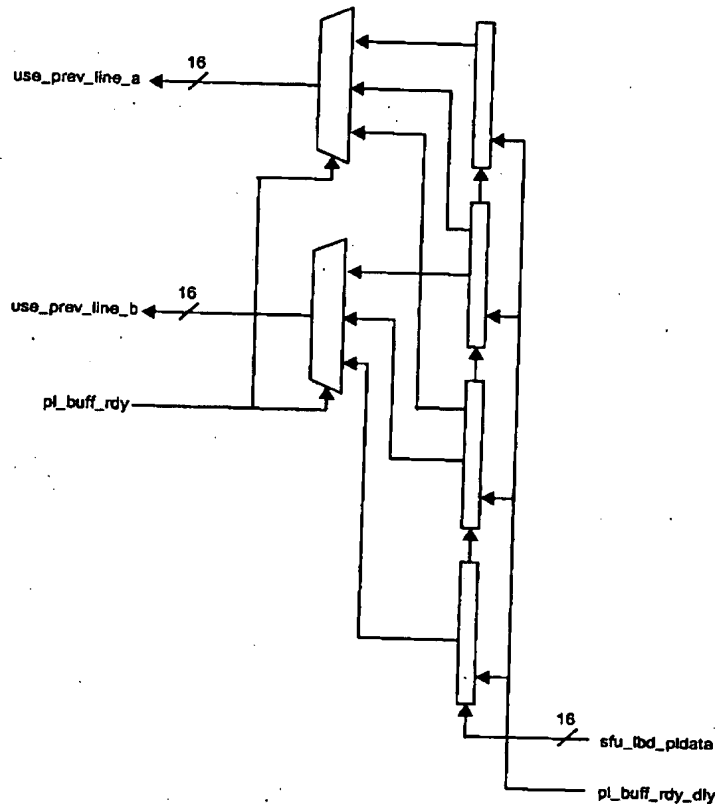 16
use_prev_line_a
16
use_prev_line_b
pl_buff_rdy
16
sfu_lbd_pldata
pl_buff_rdy_dly